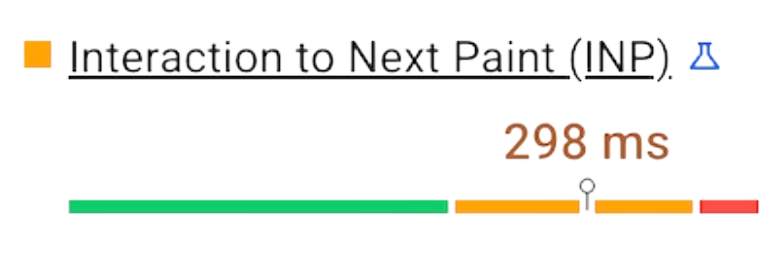 Interaction to Next Paint (INP)
298 ms